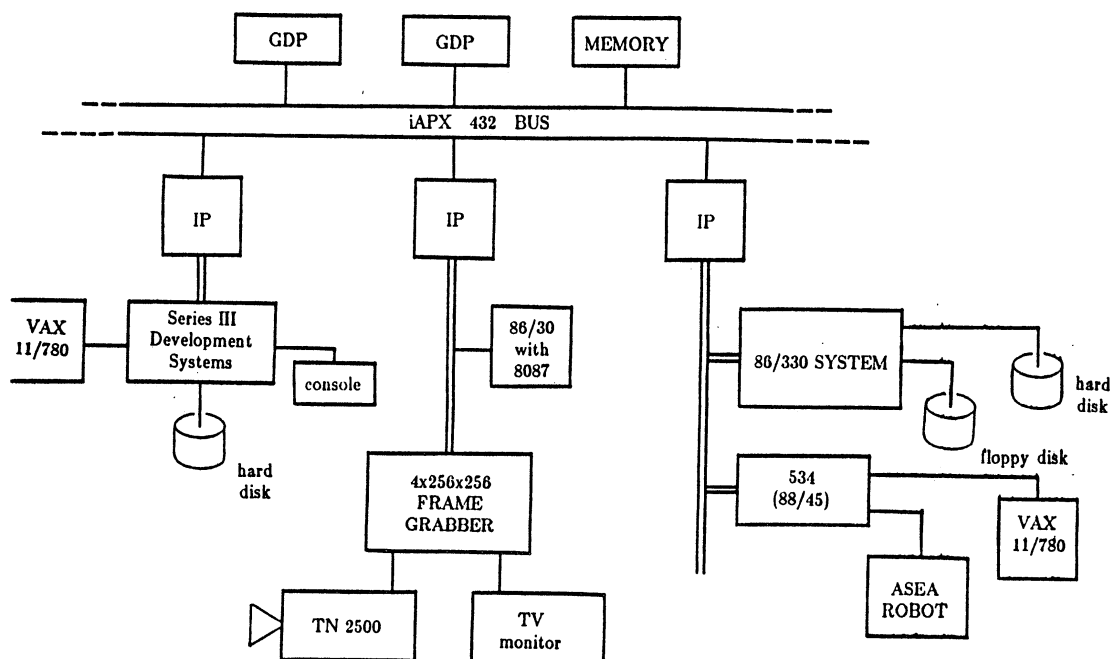 GDP
GDP
MEMORY
iAPX 432 BUS
IP
IP
IP
VAX
11/780
Series III
Development
Systems
console
hard
disk
86/30
with
8087
4x256x256
FRAME
GRABBER
TN 2500
TV
monitor
86/330 SYSTEM
hard
disk
floppy disk
534
(88/45)
VAX
11/780
ASEA
ROBOT